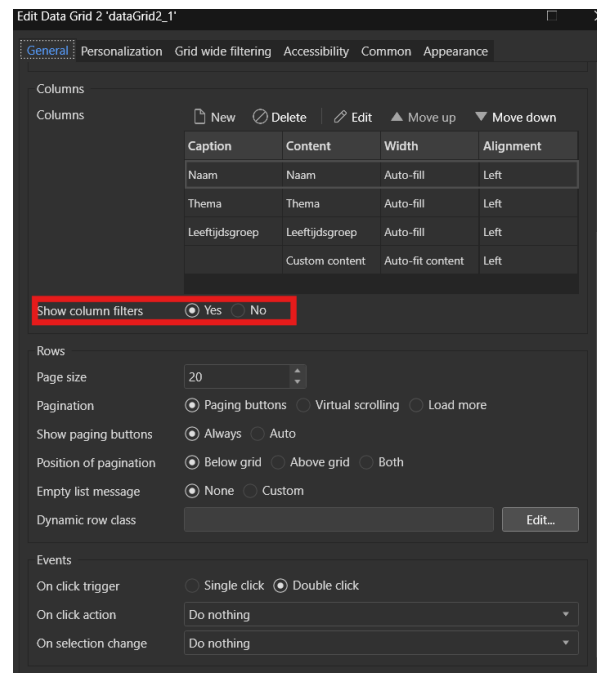 Edit Data Grid 2 'dataGrid2_1'
General Personalization Grid wide filtering Accessibility Common Appearance
Columns
Columns New Delete Edit Move up Move down
Caption Content Width Alignment
Naam Naam Auto-fill Left
Thema Thema Auto-fill Left
Leeftijdsgroep Leeftijdsgroep Auto-fill Left
Custom content Auto-fit content Left
Show column filters Yes No
Rows
Page size 20
Pagination Paging buttons Virtual scrolling Load more
Show paging buttons Always Auto
Position of pagination Below grid Above grid Both
Empty list message None Custom
Dynamic row class Edit...
Events
On click trigger Single click Double click
On click action Do nothing
On selection change Do nothing